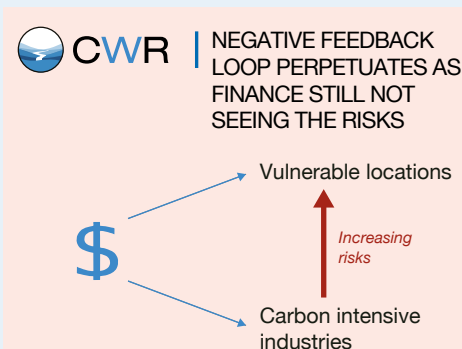 CWR
NEGATIVE FEEDBACK
LOOP PERPETUATES AS
FINANCE STILL NOT
SEEING THE RISKS
Vulnerable locations
$
Increasing
risks
Carbon intensive
industries